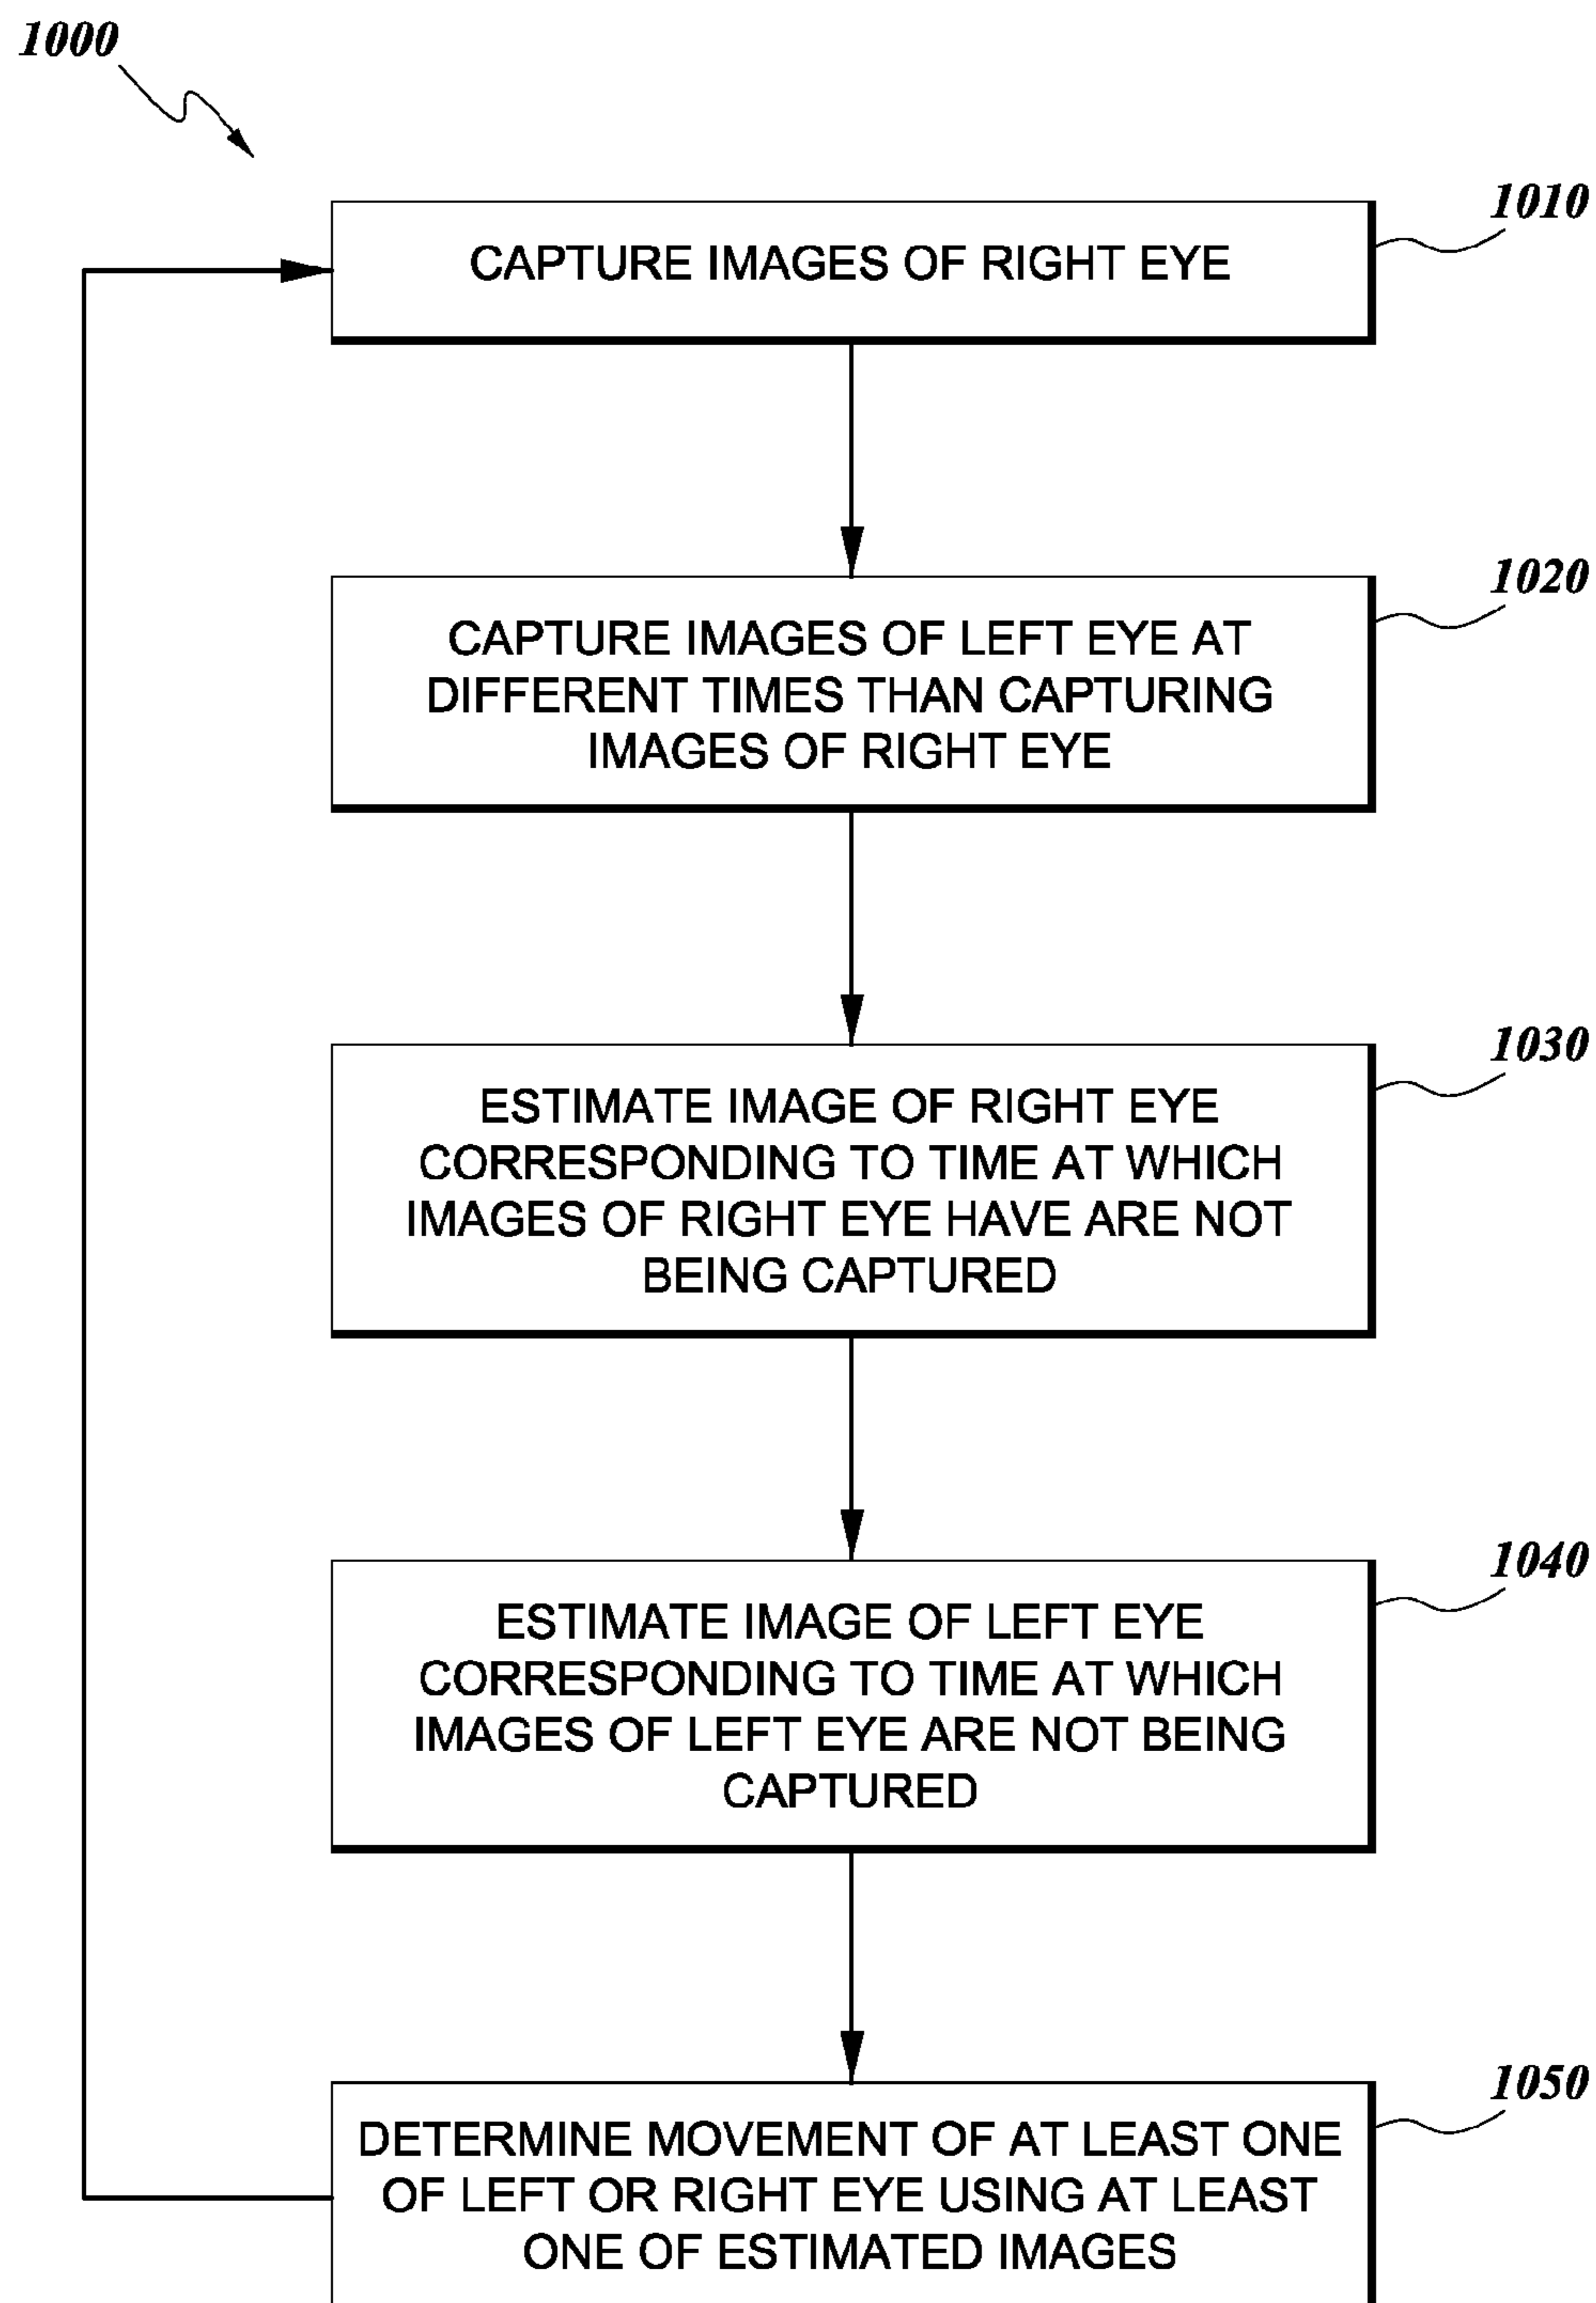 1000
1010
CAPTURE IMAGES OF RIGHT EYE
1020
CAPTURE IMAGES OF LEFT EYE AT
DIFFERENT TIMES THAN CAPTURING
IMAGES OF RIGHT EYE
1030
ESTIMATE IMAGE OF RIGHT EYE
CORRESPONDING TO TIME AT WHICH
IMAGES OF RIGHT EYE HAVE ARE NOT
BEING CAPTURED
1040
ESTIMATE IMAGE OF LEFT EYE
CORRESPONDING TO TIME AT WHICH
IMAGES OF LEFT EYE ARE NOT BEING
CAPTURED
1050
DETERMINE MOVEMENT OF AT LEAST ONE
OF LEFT OR RIGHT EYE USING AT LEAST
ONE OF ESTIMATED IMAGES